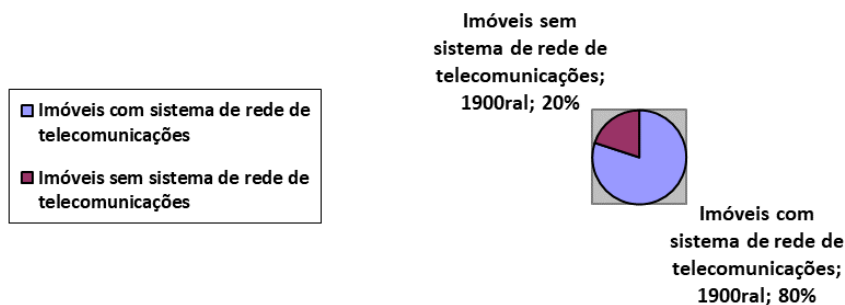 Imóveis sem
sistema de rede de
telecomunicações;
1900ral; 20%
Imóveis com sistema de rede de
telecomunicações
Imóveis sem sistema de rede de
telecomunicações
Imóveis com
sistema de rede de
telecomunicações;
1900ral; 80%